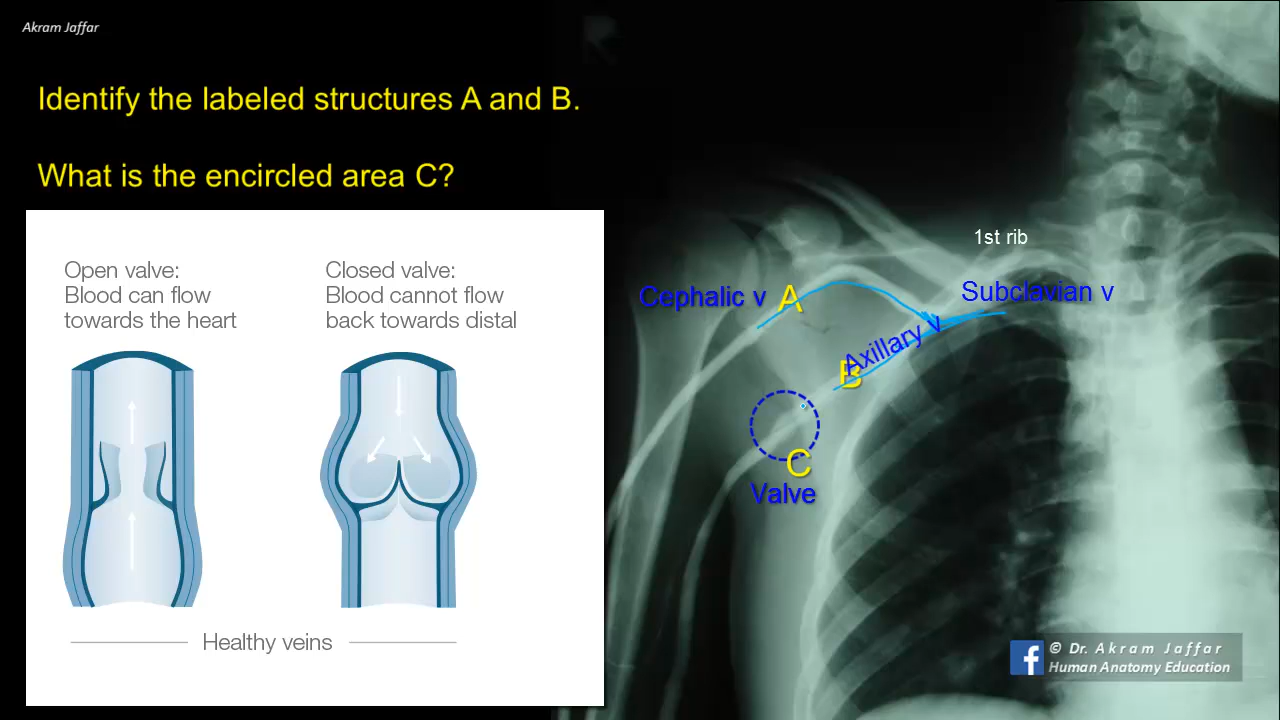 Akram Jaffar
R
Identify the labeled structures A and B.
What is the encircled area C?
Open valve:
Blood can flow
towards the heart
Closed valve:
Blood cannot flow
back towards distal
Healthy veins
1st rib
Cephalic v A
Subclavian v
Axillary v
B
C
Valve
f
© Dr. Akram Jaffar
Human Anatomy Education